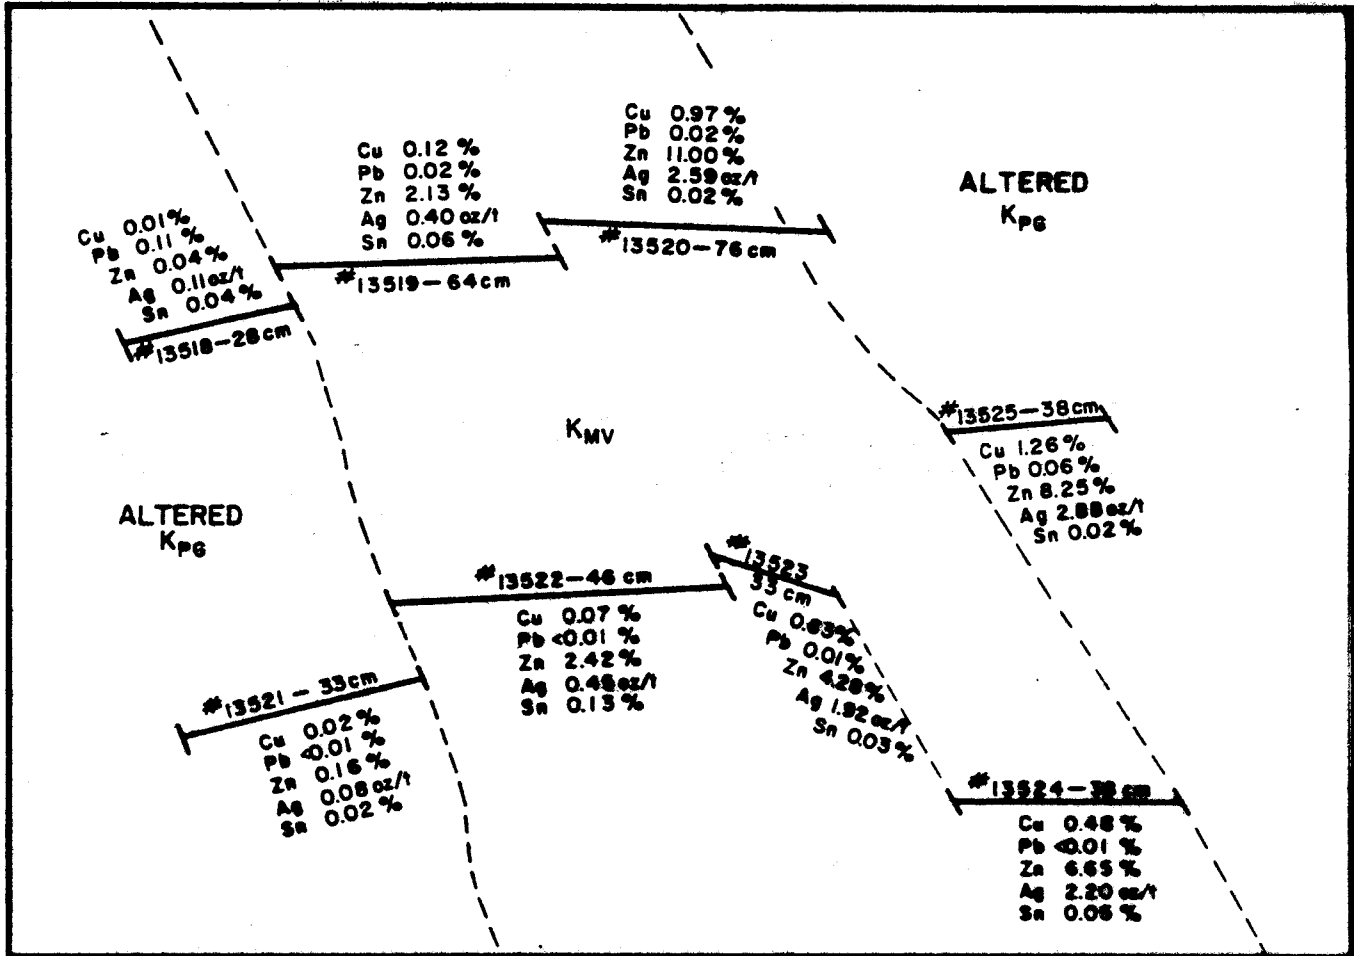 Cu 0.97 %
Pb 0.02 %
Zn 11.00 %
Ag 2.59 oz/t
Sn 0.02 %
#13520-76 cm
Cu 0.12 %
Pb 0.02 %
Zn 2.13 %
Ag 0.40 oz/t
Sn 0.06 %
#13519-64 cm
ALTERED
KPG
Cu 0.01 %
Pb 0.11 %
Zn 0.04 %
Ag 0.11 oz/t
Sn 0.04 %
#13518-28 cm
KMV
#13525-38 cm
Cu 1.26 %
Pb 0.06 %
Zn 8.25 %
Ag 2.88 oz/t
Sn 0.02 %
ALTERED
KPG
#13522-46 cm
Cu 0.07 %
Pb <0.01 %
Zn 2.42 %
Ag oz/t
Sn 0.13 %
#13523
33 cm
Cu 0.63 %
Pb 0.01 %
Zn 4.28 %
Ag 1.92 oz/t
Sn 0.03 %
#13521 - 33 cm
Cu 0.02 %
Pb <0.01 %
Zn 0.16 %
Ag 0.08 oz/t
Sn 0.02 %
#13524-38 cm
Cu %
Pb <0.01 %
Zn 6.65 %
Ag 2.20 oz/t
Sn %